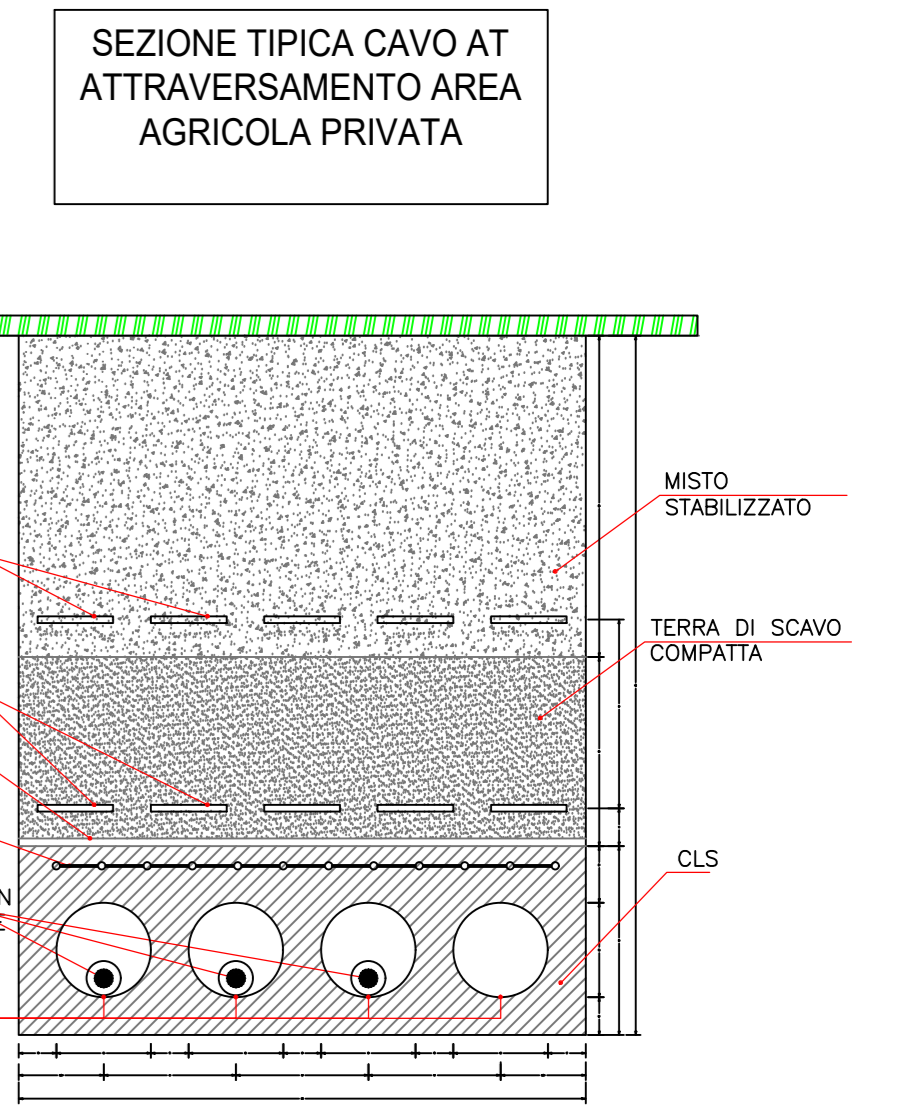 SEZIONE TIPICA CAVO AT
ATTRAVERSAMENTO AREA
AGRICOLA PRIVATA
MISTO
STABILIZZATO
TERRA DI SCAVO
COMPATTA
CLS
N